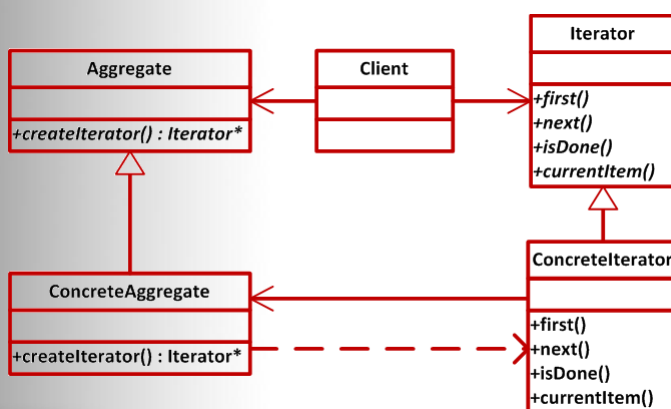 Iterator
Aggregate
Client
+createIterator() : Iterator*
+first()
+next()
+isDone()
+currentItem()
ConcreteAggregate
+createIterator() : Iterator*
ConcreteIterator
+first()
+next()
+isDone()
+currentItem()